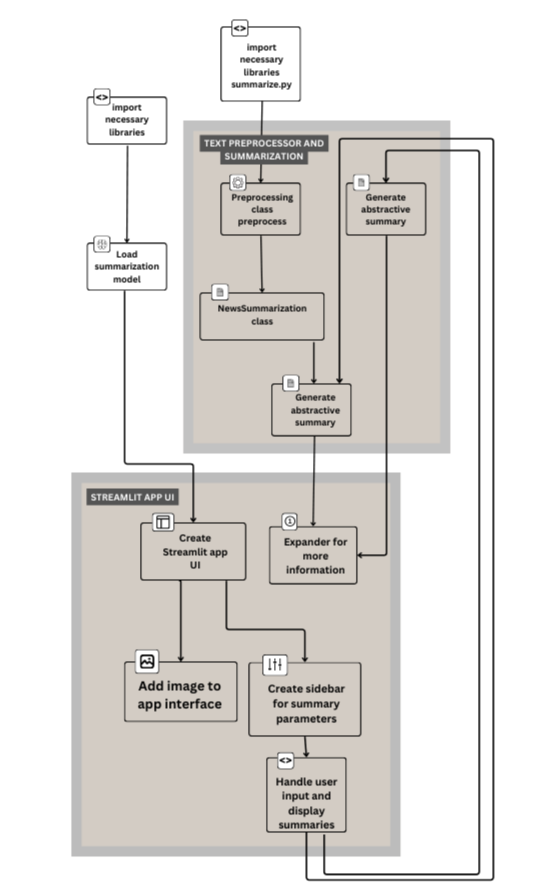 import
necessary
libraries
summarize.py
import
necessary
libraries
TEXT PREPROCESSOR AND
SUMMARIZATION
Preprocessing
class
preprocess
Generate
abstractive
summary
Load
summarization
model
NewsSummarization
class
Generate
abstractive
summary
STREAMLIT APP UI
Create
Streamlit app
UI
Expander for
more
information
Add image to
app interface
Create sidebar
for summary
parameters
Handle user
input and
display
summaries